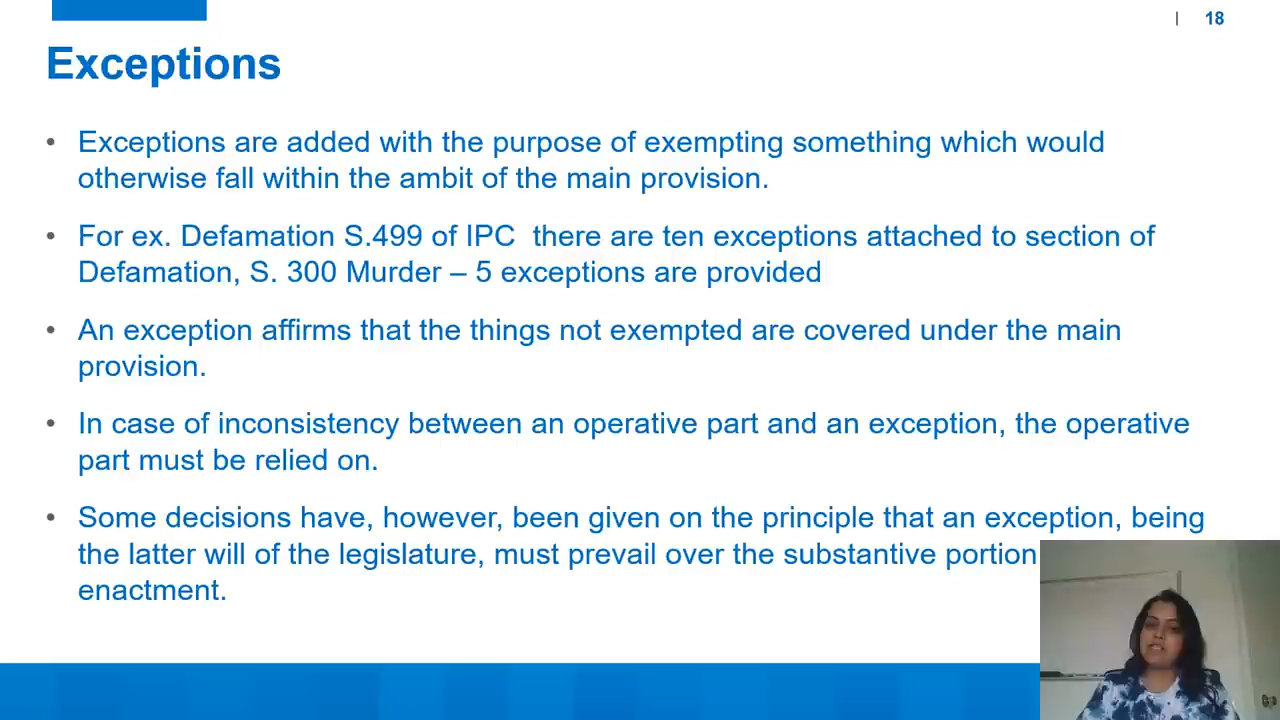 | 18
Exceptions
• Exceptions are added with the purpose of exempting something which would
otherwise fall within the ambit of the main provision.
• For ex. Defamation S.499 of IPC there are ten exceptions attached to section of
Defamation, S. 300 Murder – 5 exceptions are provided
• An exception affirms that the things not exempted are covered under the main
provision.
• In case of inconsistency between an operative part and an exception, the operative
part must be relied on.
• Some decisions have, however, been given on the principle that an exception, being
the latter will of the legislature, must prevail over the substantive portion
enactment.